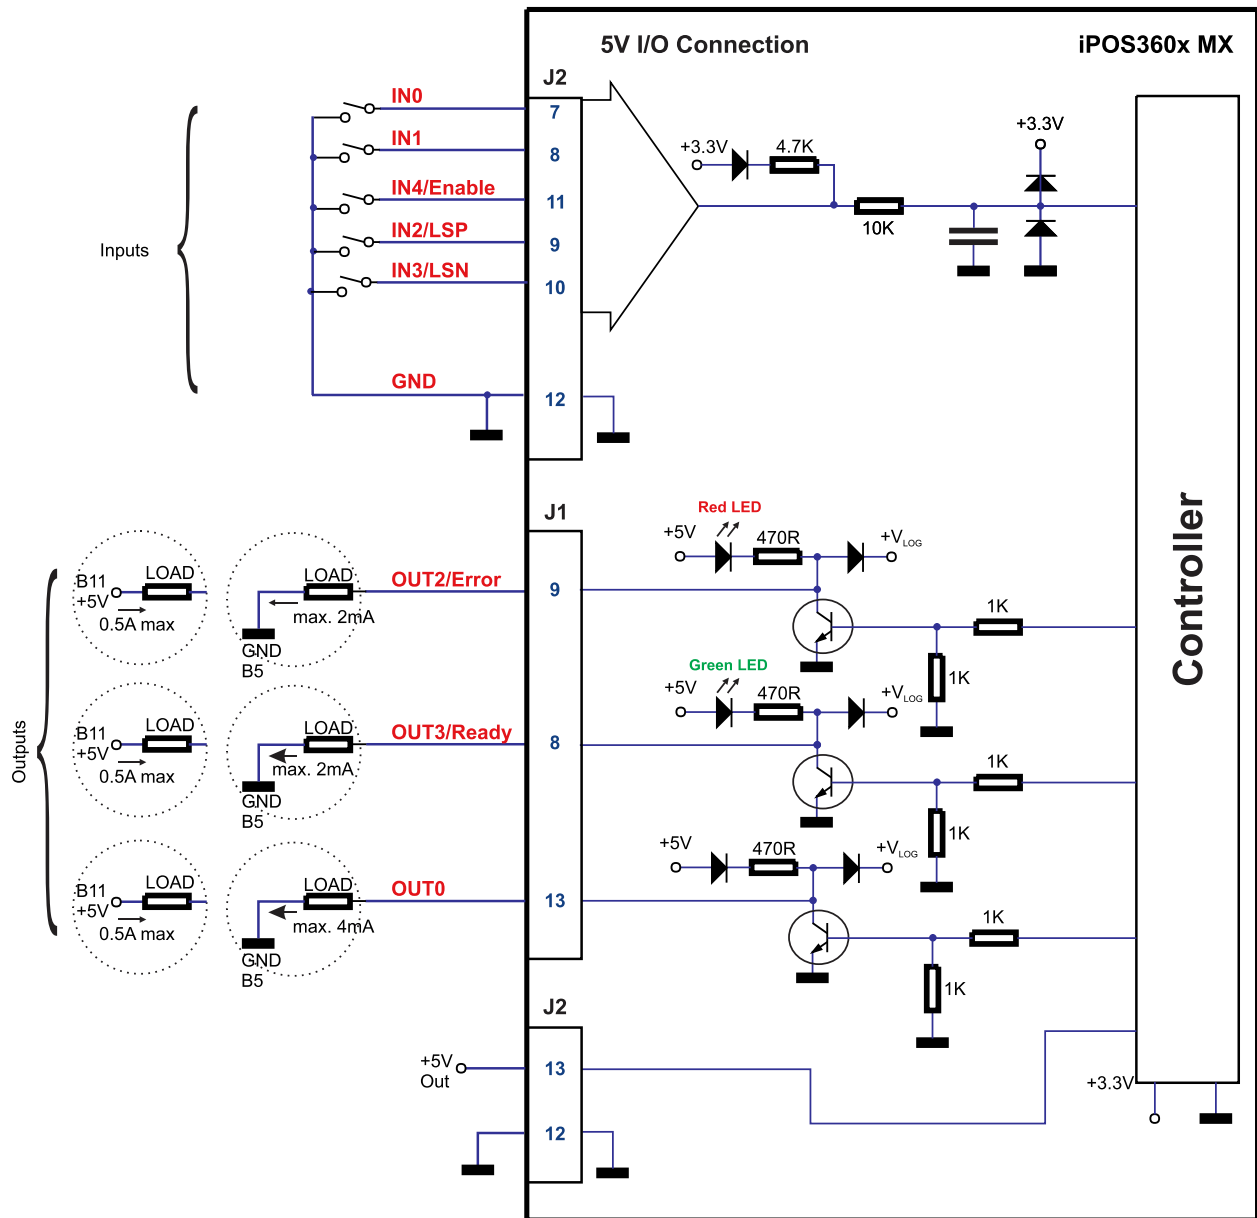 5V I/O Connection
iPOS360x MX
J2
IN0
7
IN1
8
IN4/Enable
11
IN2/LSP
9
IN3/LSN
10
Inputs
GND
12
+3.3V
4.7K
+3.3V
10K
Controller
J1
Red LED
+5V
470R
+VLOG
B11
+5V
LOAD
0.5A max
LOAD
max. 2mA
GND
B5
OUT2/Error
9
1K
1K
Green LED
+5V
470R
+VLOG
Outputs
B11
+5V
LOAD
0.5A max
LOAD
max. 2mA
GND
B5
OUT3/Ready
8
1K
1K
+5V
470R
+VLOG
B11
+5V
LOAD
0.5A max
LOAD
max. 4mA
GND
B5
OUT0
13
1K
1K
J2
+5V
Out
13
12
+3.3V